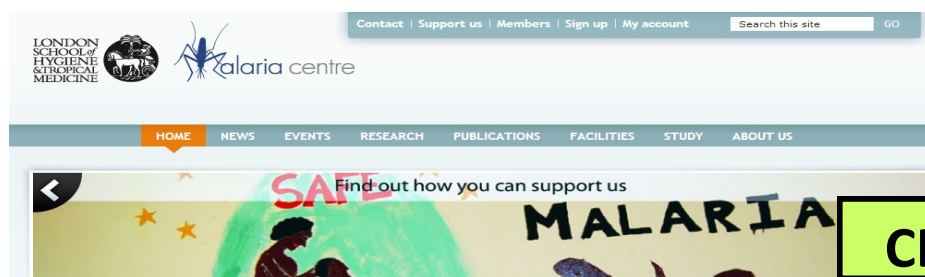 Contact | Support us | Members | Sign up | My account
Search this site
GO
LONDON
SCHOOL of
HYGIENE
&TROPICAL
MEDICINE
malaria centre
HOME NEWS EVENTS RESEARCH PUBLICATIONS FACILITIES STUDY ABOUT US
Find out how you can support us
SAFE
MALARIA